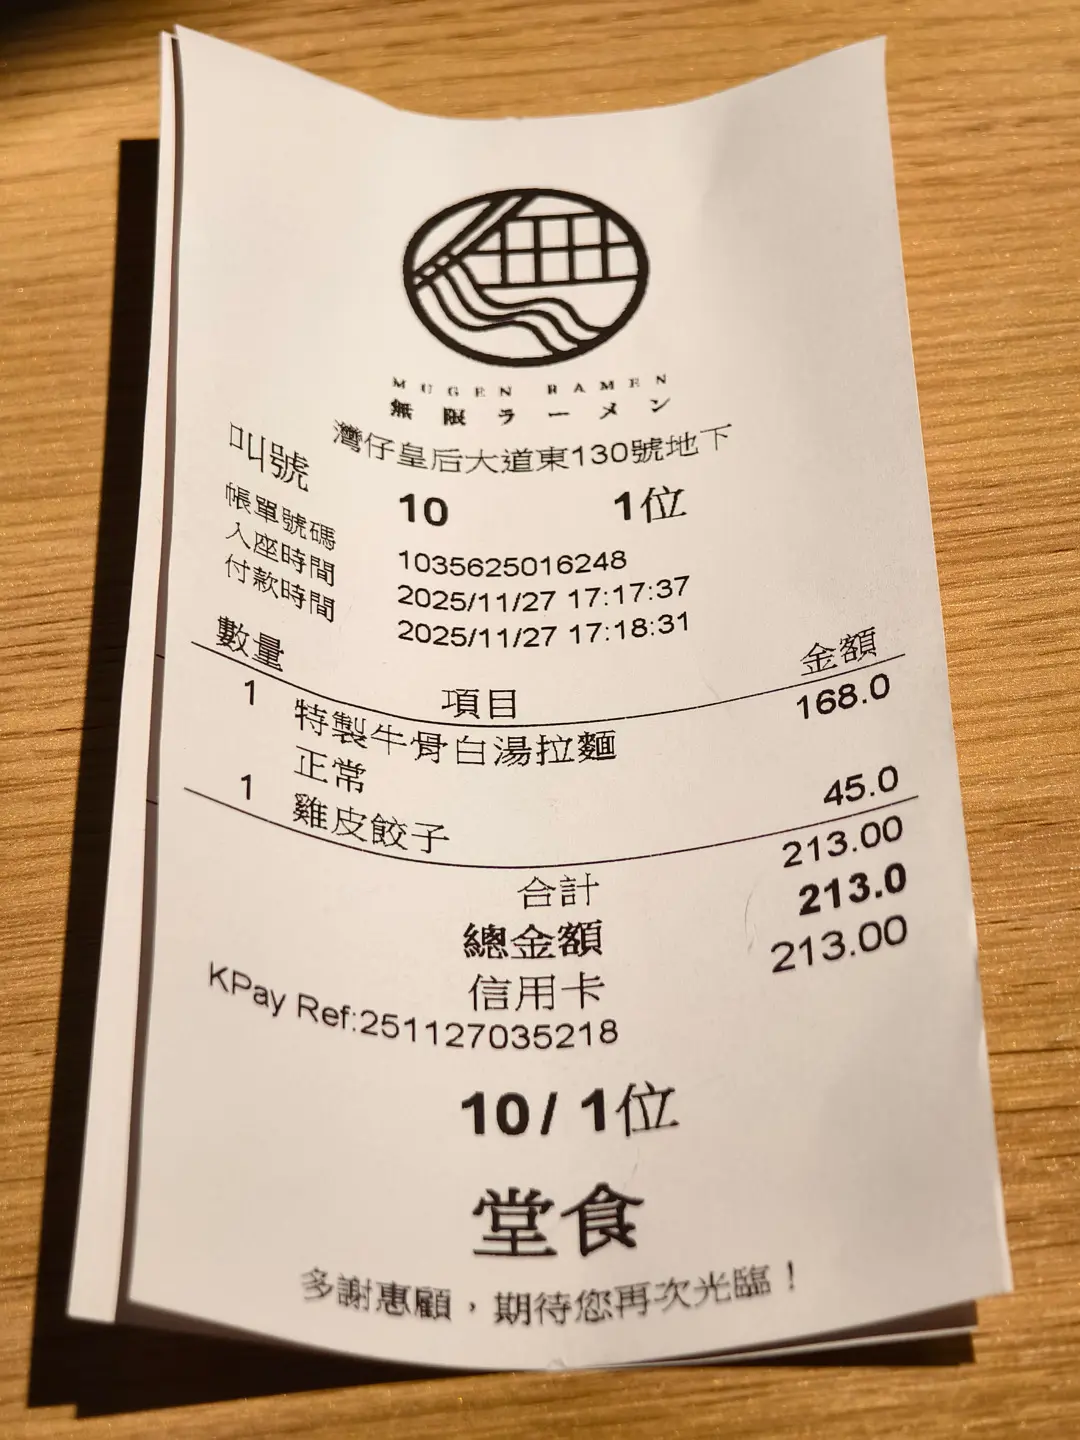 MUGEN RAMEN
無限ラーメン
灣仔皇后大道東130號地下
叫號 10 1位
帳單號碼 1035625016248
入座時間 2025/11/27 17:17:37
付款時間 2025/11/27 17:18:31
數量 項目 金額
1 特製牛骨白湯拉麵 168.0
正常
1 雞皮餃子 45.0
合計 213.00
總金額 213.0
信用卡 213.00
KPay Ref:251127035218
10/ 1位
堂食
多謝惠顧，期待您再次光臨！